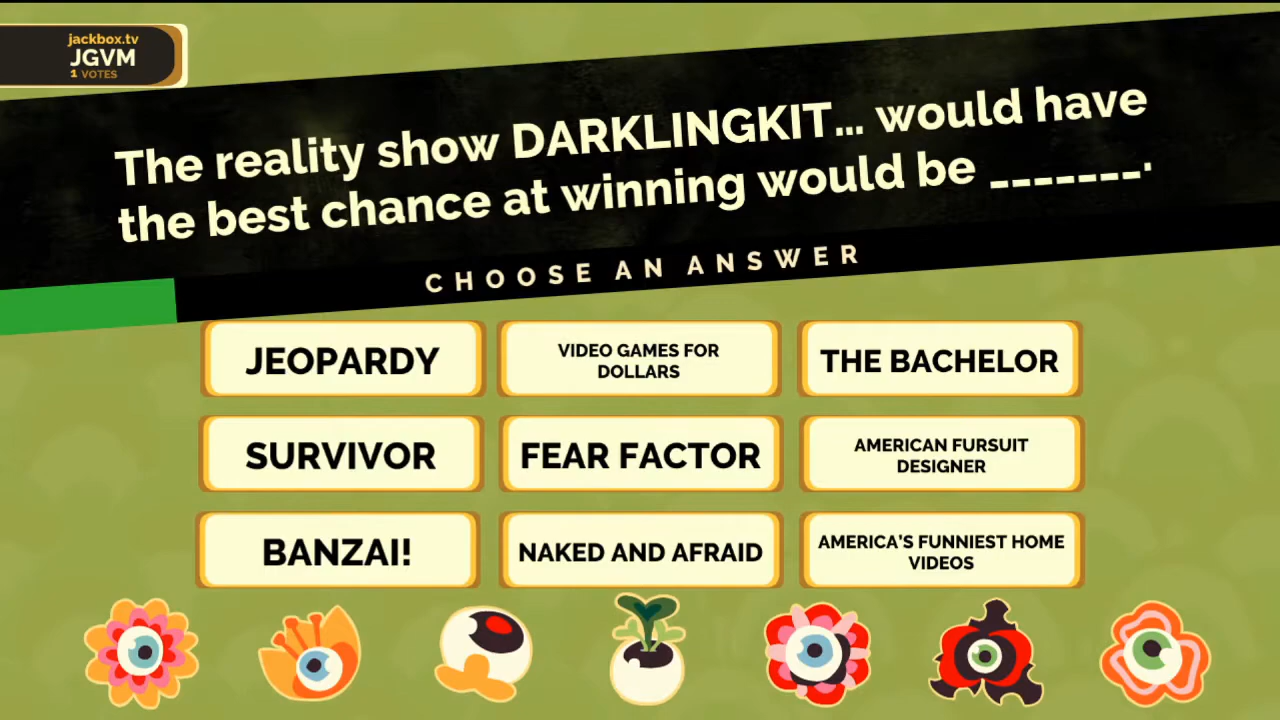 jackbox.tv
JGVM
1 VOTES
The reality show DARKLINGKIT... would have
the best chance at winning would be _______.
CHOOSE AN ANSWER
JEOPARDY
VIDEO GAMES FOR
DOLLARS
THE BACHELOR
SURVIVOR
FEAR FACTOR
AMERICAN FURSUIT
DESIGNER
BANZAI!
NAKED AND AFRAID
AMERICA'S FUNNIEST HOME
VIDEOS